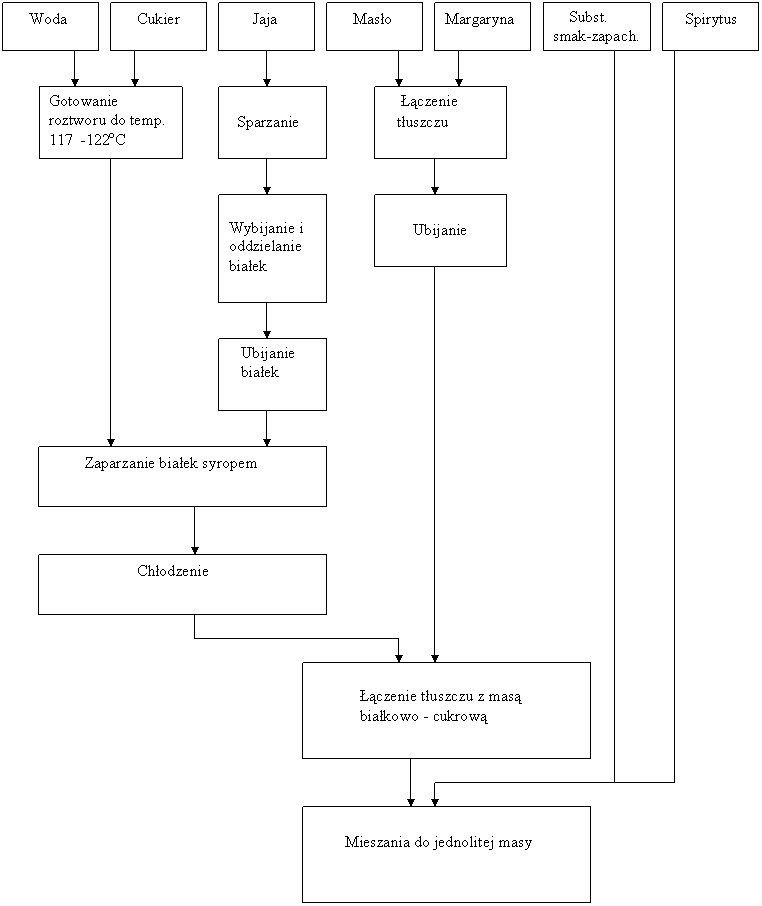 Woda
Cukier
Jaja
Masło
Margaryna
Subst.
smak-zapach.
Spirytus
Gotowanie
roztworu do temp.
117 -122°C
Sparzanie
Łączenie
tłuszczu
Wybijanie i
oddzielanie
białek
Ubijanie
Ubijanie
białek
Zaparzanie białek syropem
Chłodzenie
Łączenie tłuszczu z masą
białkowo - cukrową
Mieszania do jednolitej masy